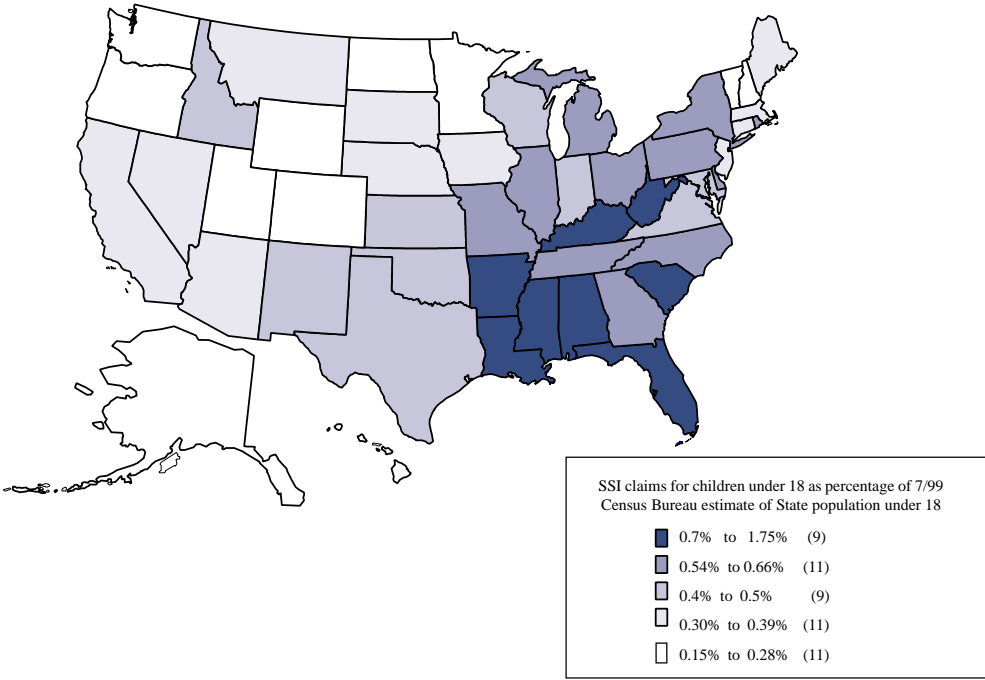 SSI claims for children under 18 as percentage of 7/99
Census Bureau estimate of State population under 18
0.7% to 1.75% (9)
0.54% to 0.66% (11)
0.4% to 0.5% (9)
0.30% to 0.39% (11)
0.15% to 0.28% (11)